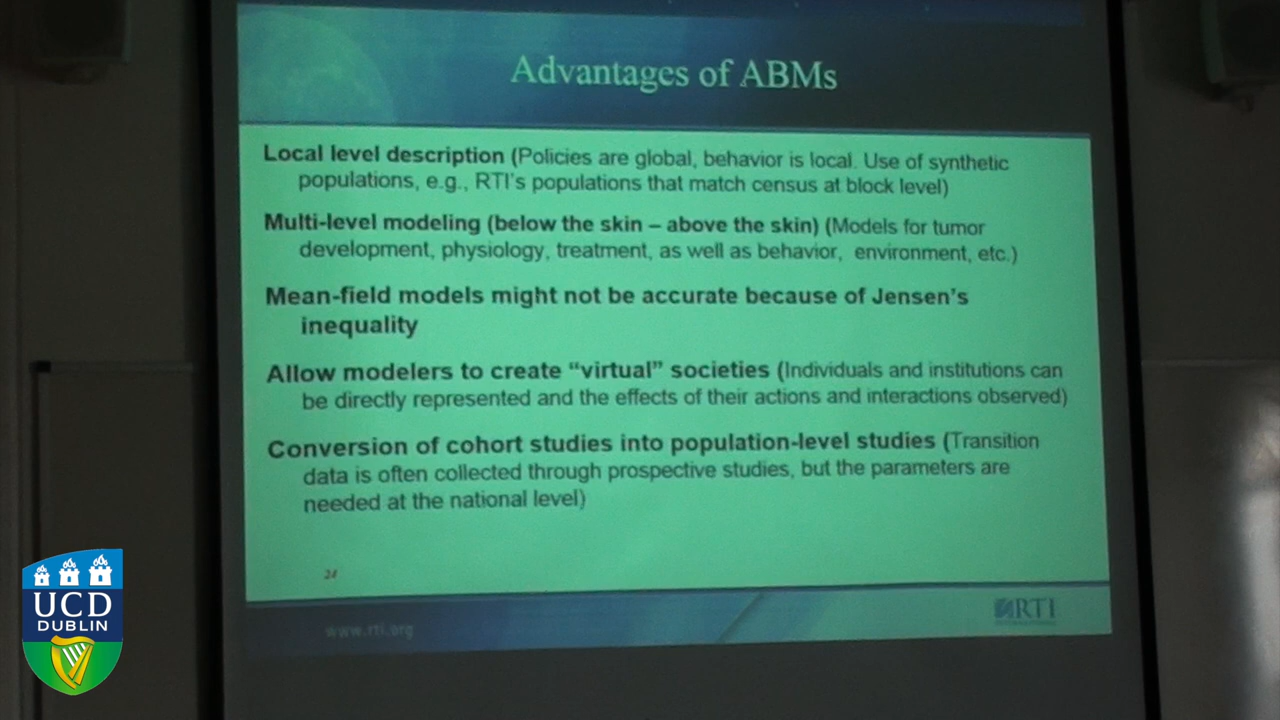 Advantages of ABMs
Local level description (Policies are global, behavior is local. Use of synthetic
populations, e.g., RTI's populations that match census at block level)
Multi-level modeling (below the skin – above the skin) (Models for tumor
development, physiology, treatment, as well as behavior, environment, etc.)
Mean-field models might not be accurate because of Jensen's
inequality
Allow modelers to create “virtual” societies (Individuals and institutions can
be directly represented and the effects of their actions and interactions observed)
Conversion of cohort studies into population-level studies (Transition
data is often collected through prospective studies, but the parameters are
needed at the national level)
24
www.rti.org
RTI
UCD
DUBLIN